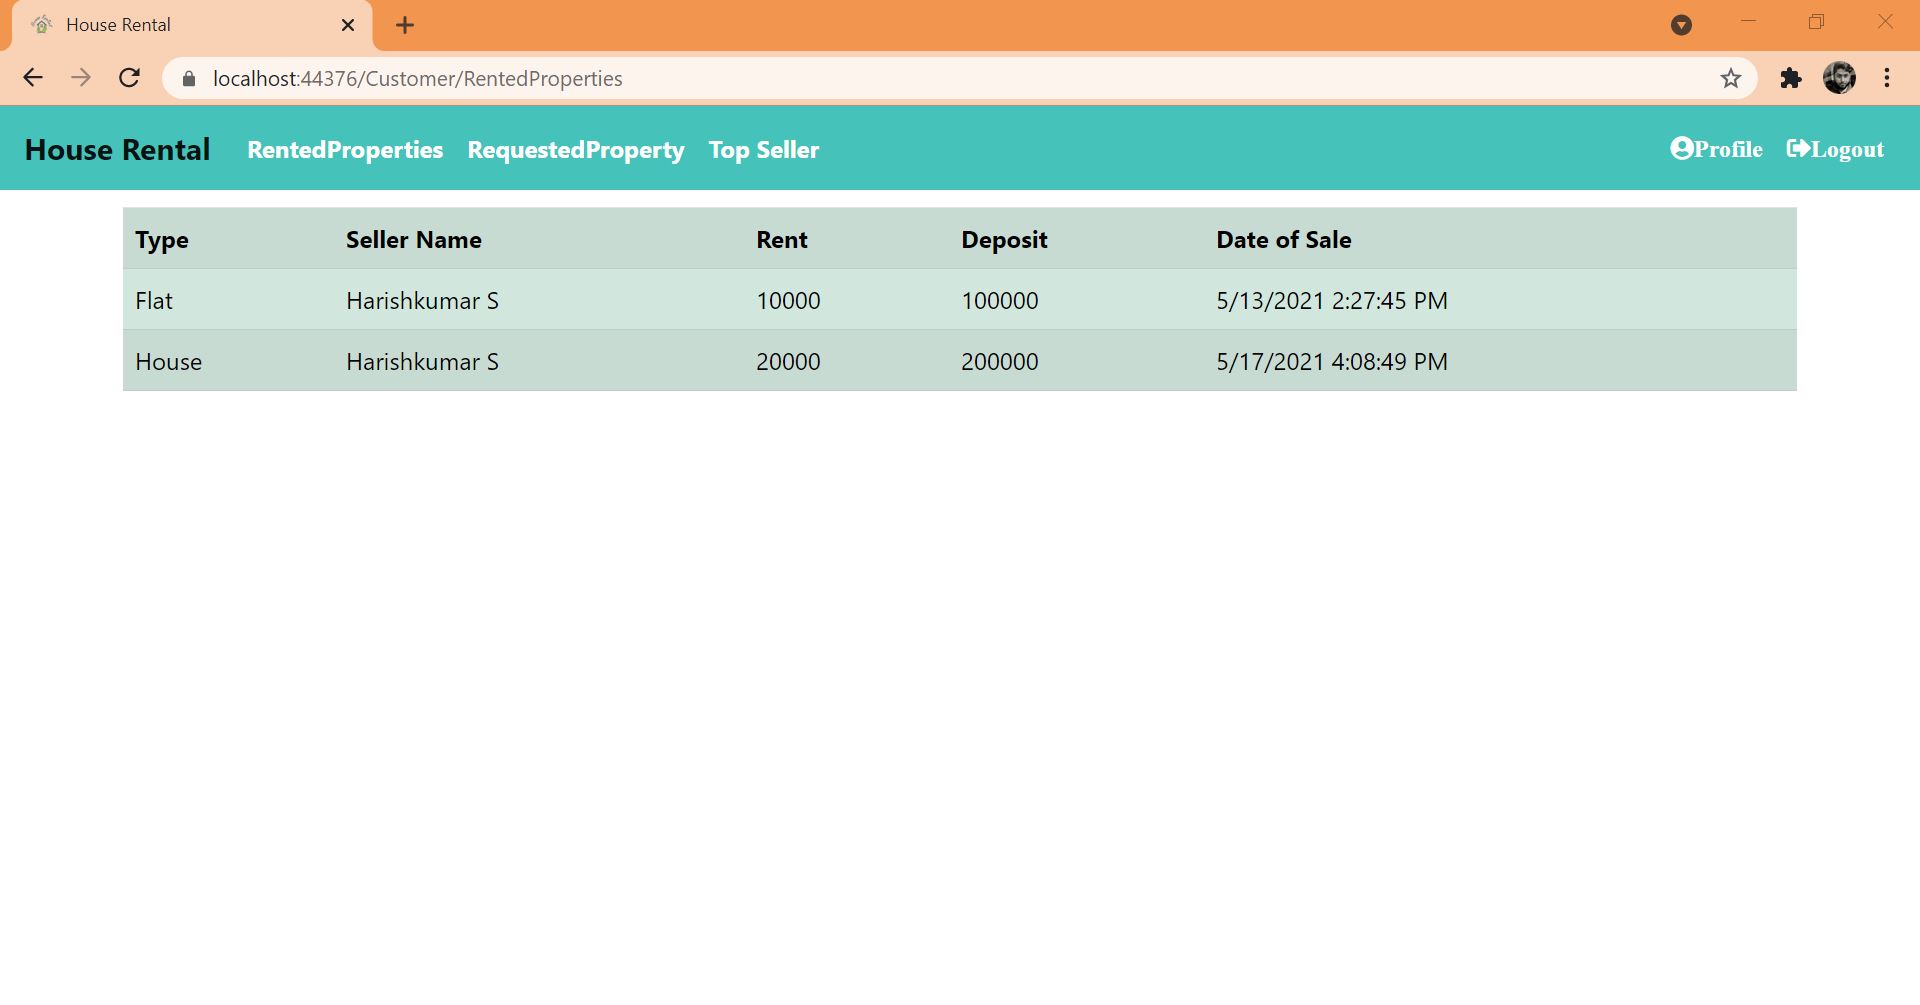 House Rental
localhost:44376/Customer/RentedProperties
House Rental RentedProperties RequestedProperty Top Seller Profile Logout
Type Seller Name Rent Deposit Date of Sale
Flat Harishkumar S 10000 100000 5/13/2021 2:27:45 PM
House Harishkumar S 20000 200000 5/17/2021 4:08:49 PM